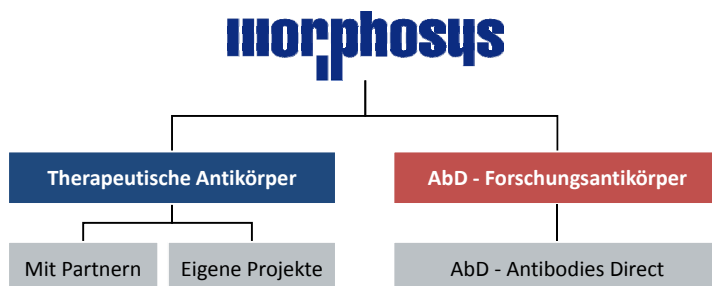 morphosys
Therapeutische Antikörper
AbD - Forschungsantikörper
Mit Partnern
Eigene Projekte
AbD - Antibodies Direct